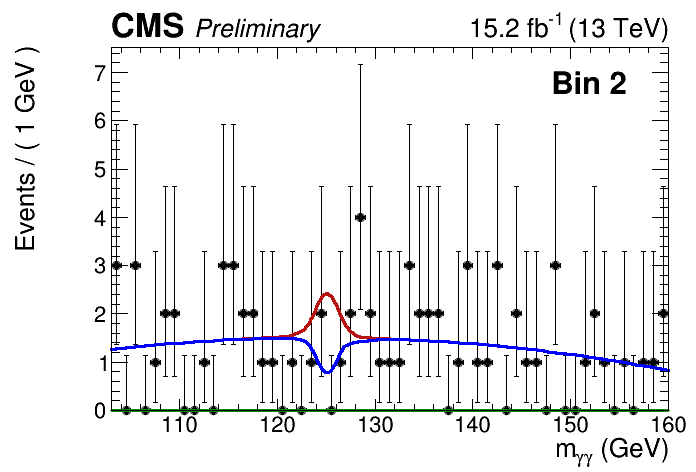 CMS Preliminary 15.2 fb⁻¹ (13 TeV)
Bin 2
Events / ( 1 GeV )
7
6
5
4
3
2
1
0
110 120 130 140 150 160
mγγ (GeV)